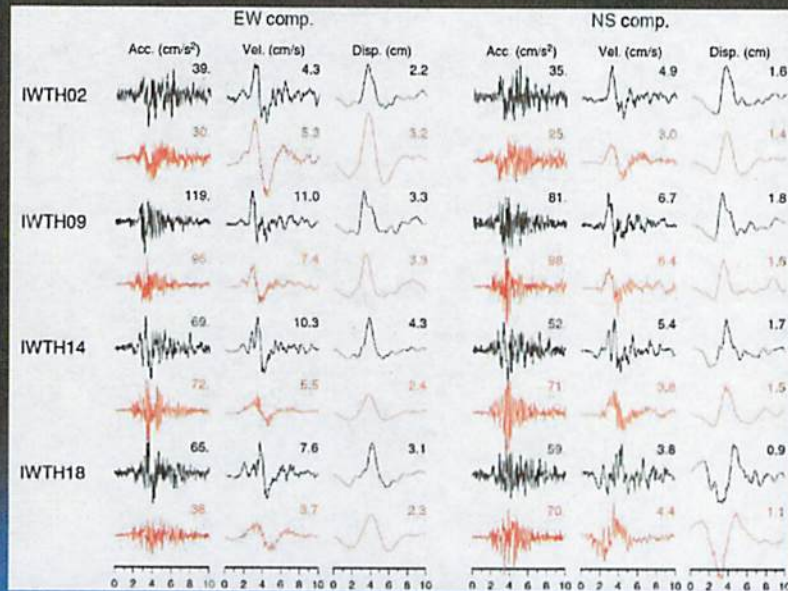 EW comp. NS comp.
Acc. (cm/s²) Vel. (cm/s) Disp. (cm) Acc. (cm/s²) Vel. (cm/s) Disp. (cm)
39. 4.3 2.2 35. 4.9 1.6
IWTH02
30. 5.3 3.2 25. 3.0 1.4
119. 11.0 3.3 81. 6.7 1.8
IWTH09
7.4 3.3 98. 6.4
69. 10.3 4.3 52. 5.4 1.7
IWTH14
72. 5.5 2.4 71. 3.8 1.5
65. 7.6 3.1 59. 3.8 0.9
IWTH18
38. 3.7 2.3 70. 4.4 1.1
0 2 4 6 8 10 0 2 4 6 8 10 0 2 4 6 8 10 0 2 4 6 8 10 0 2 4 6 8 10 0 2 4 6 8 10